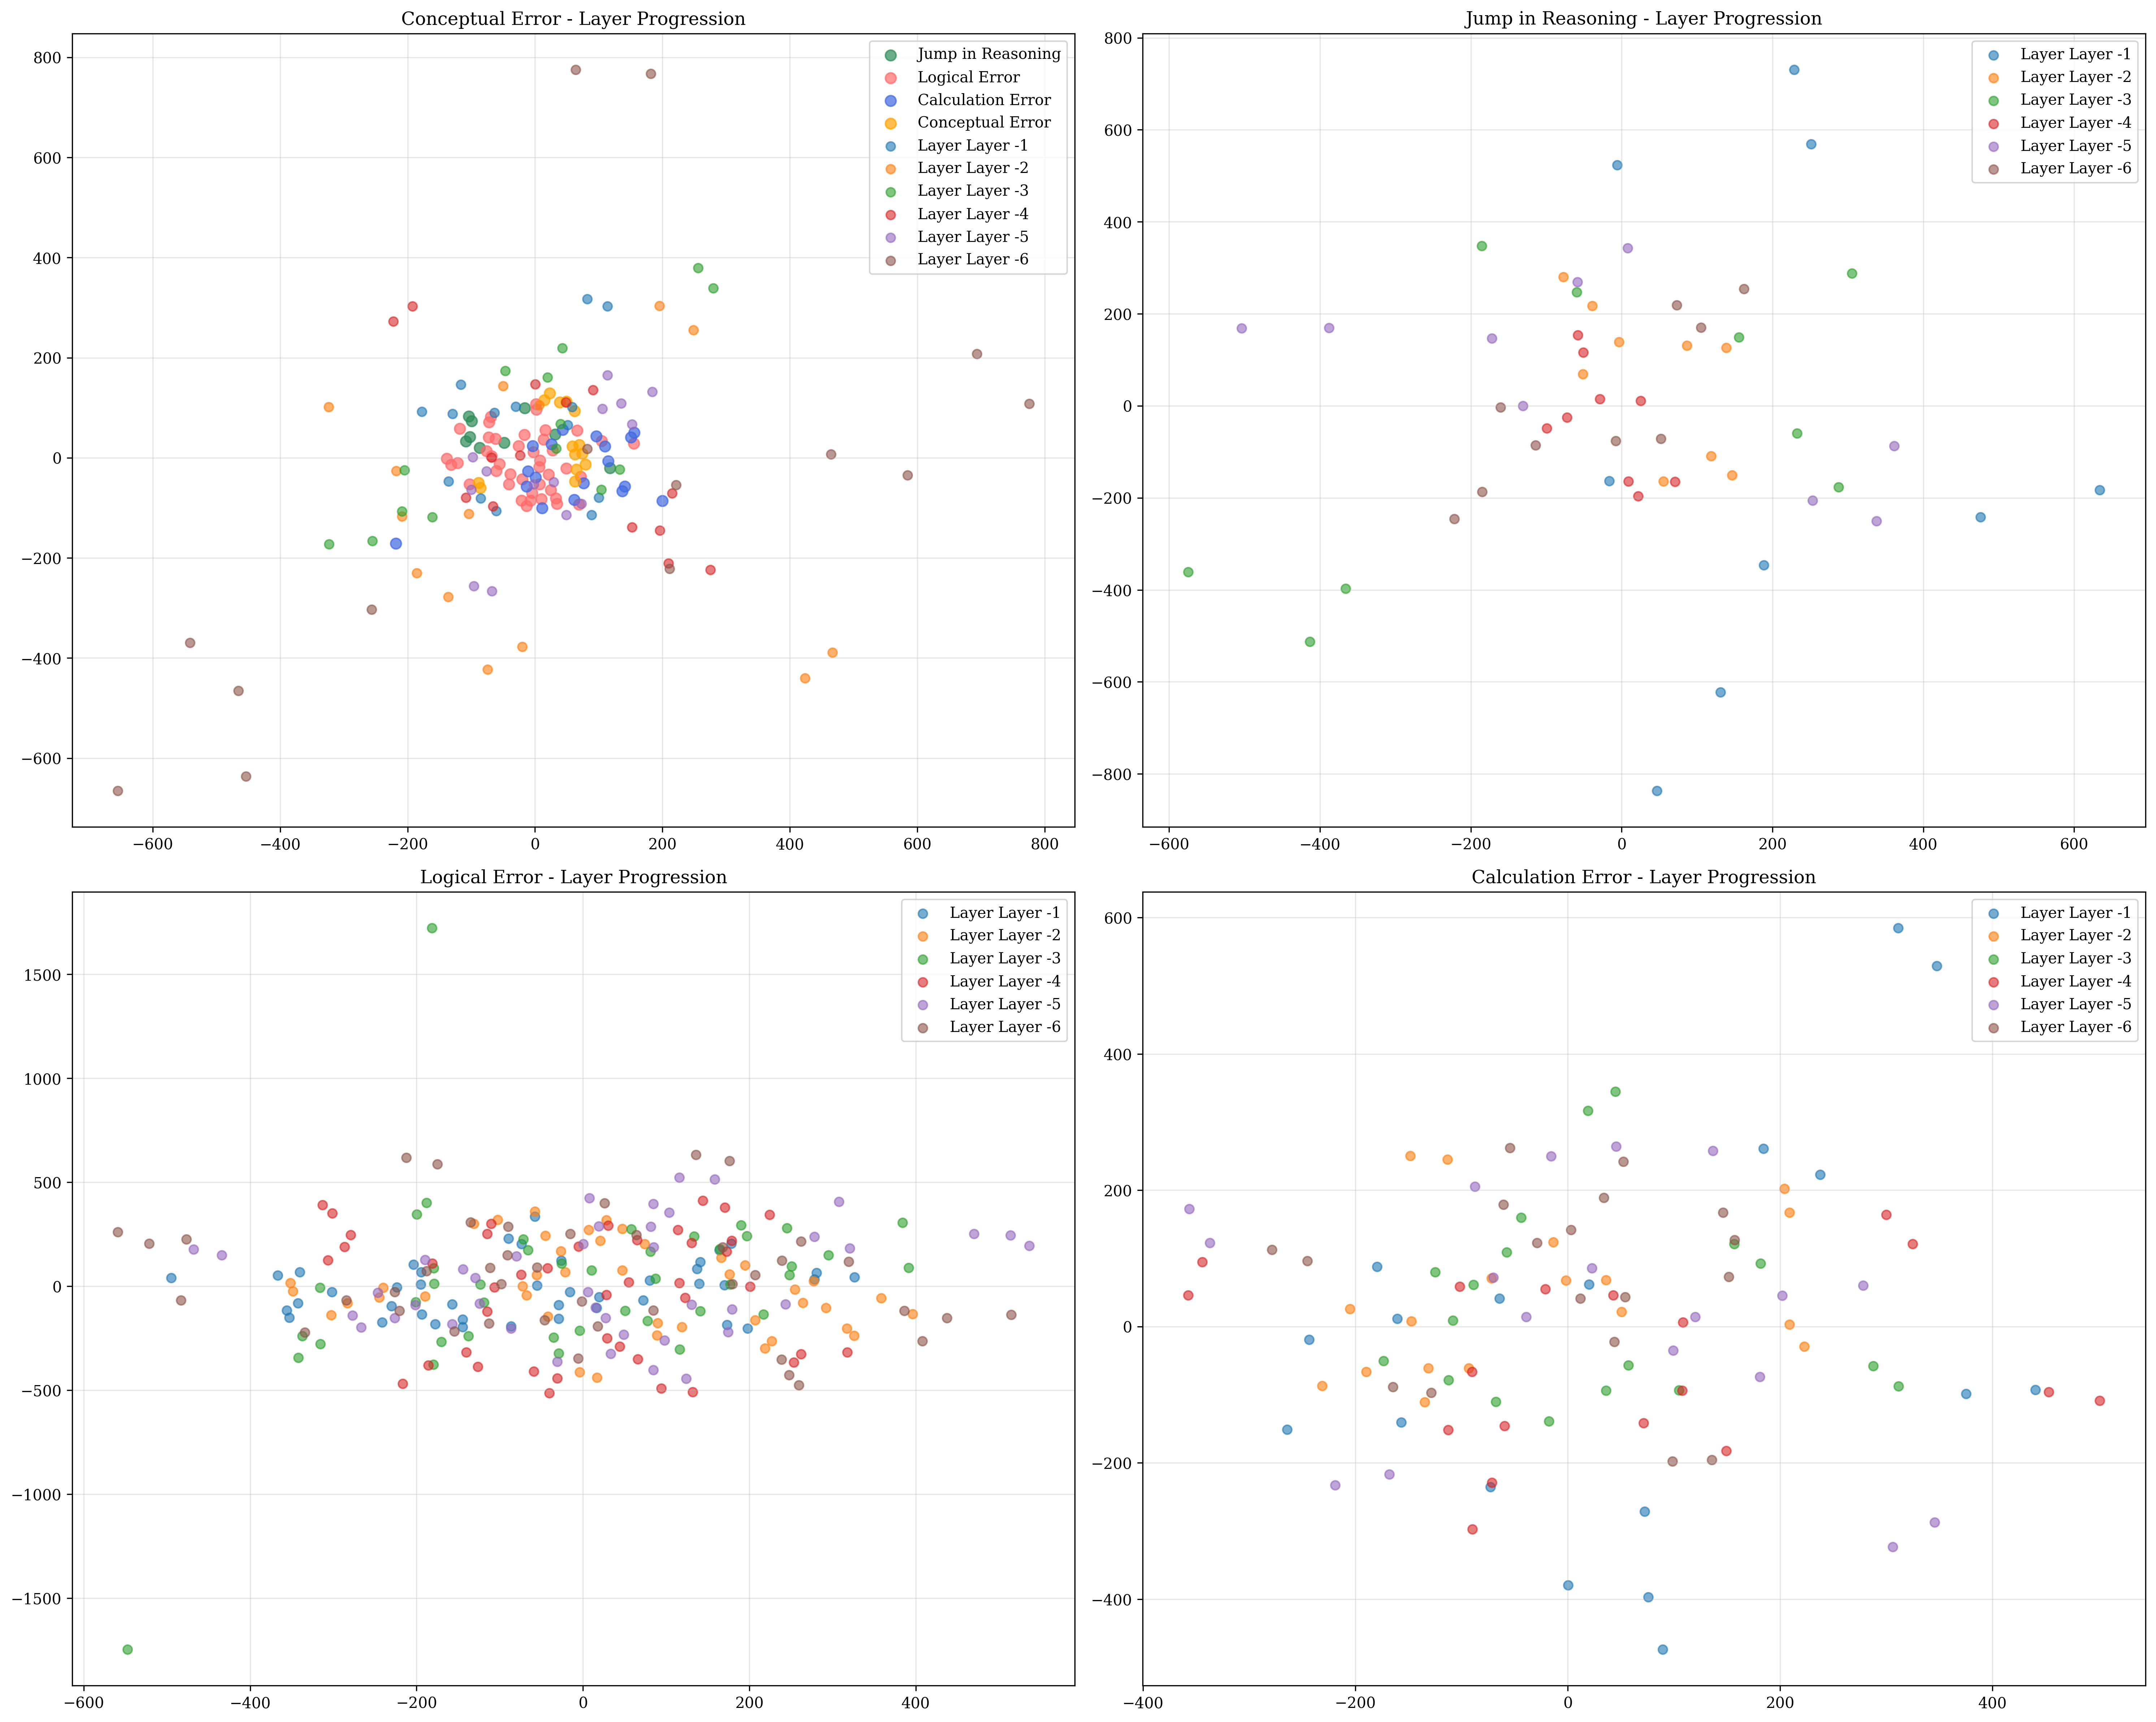 Conceptual Error - Layer Progression
800
600
400
200
0
−200
−400
−600
−600
−400
−200
0
200
400
600
800
Jump in Reasoning
Logical Error
Calculation Error
Conceptual Error
Layer Layer -1
Layer Layer -2
Layer Layer -3
Layer Layer -4
Layer Layer -5
Layer Layer -6
Jump in Reasoning - Layer Progression
800
600
400
200
0
−200
−400
−600
−800
−600
−400
−200
0
200
400
600
Layer Layer -1
Layer Layer -2
Layer Layer -3
Layer Layer -4
Layer Layer -5
Layer Layer -6
Logical Error - Layer Progression
1500
1000
500
0
−500
−1000
−1500
−600
−400
−200
0
200
400
Layer Layer -1
Layer Layer -2
Layer Layer -3
Layer Layer -4
Layer Layer -5
Layer Layer -6
Calculation Error - Layer Progression
600
400
200
0
−200
−400
−400
−200
0
200
400
Layer Layer -1
Layer Layer -2
Layer Layer -3
Layer Layer -4
Layer Layer -5
Layer Layer -6